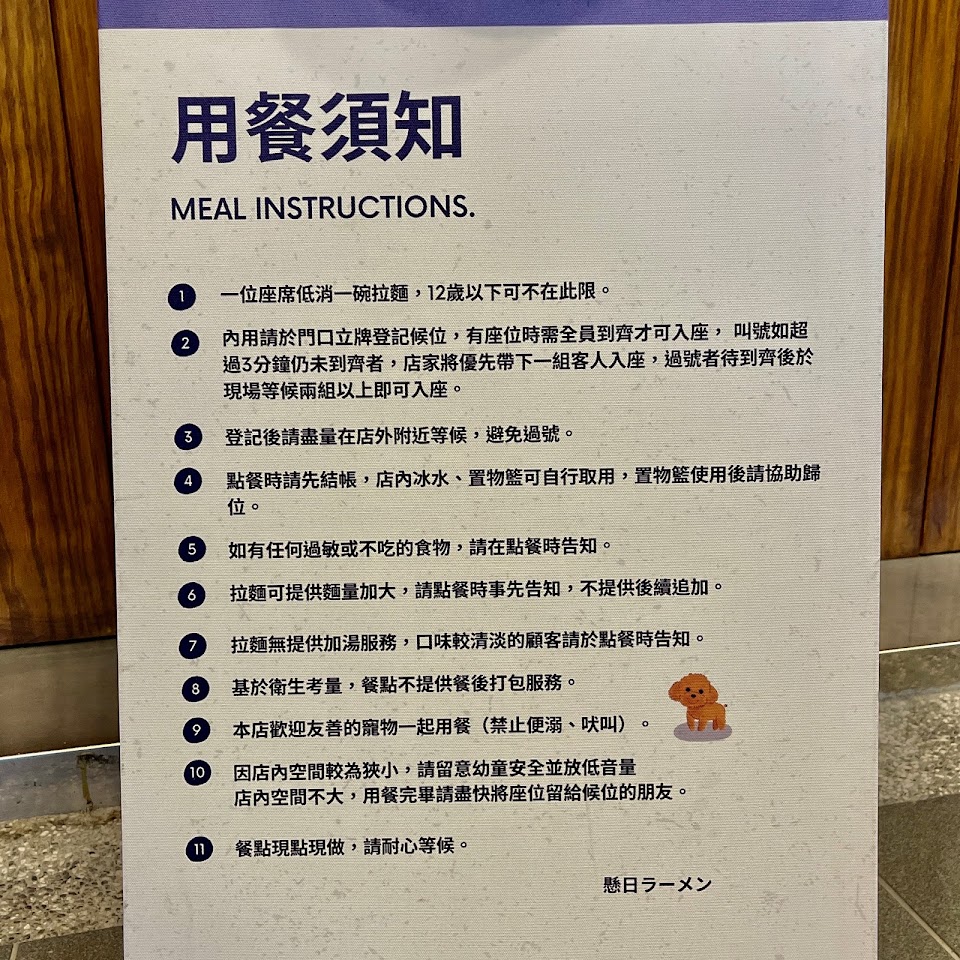 用餐須知
MEAL INSTRUCTIONS.
1 一位座席低消一碗拉麵，12歲以下可不在此限。
2 內用請於門口立牌登記候位，有座位時需全員到齊才可入座， 叫號如超
過3分鐘仍未到齊者，店家將優先帶下一組客人入座，過號者待到齊後於
現場等候兩組以上即可入座。
3 登記後請盡量在店外附近等候，避免過號。
4 點餐時請先結帳，店內冰水、置物籃可自行取用，置物籃使用後請協助歸
位。
5 如有任何過敏或不吃的食物，請在點餐時告知。
6 拉麵可提供麵量加大，請點餐時事先告知，不提供後續追加。
7 拉麵無提供加湯服務，口味較清淡的顧客請於點餐時告知。
8 基於衛生考量，餐點不提供餐後打包服務。
9 本店歡迎友善的寵物一起用餐（禁止便溺、吠叫）。
10 因店內空間較為狹小，請留意幼童安全並放低音量
店內空間不大，用餐完畢請盡快將座位留給候位的朋友。
11 餐點現點現做，請耐心等候。
懸日ラーメン